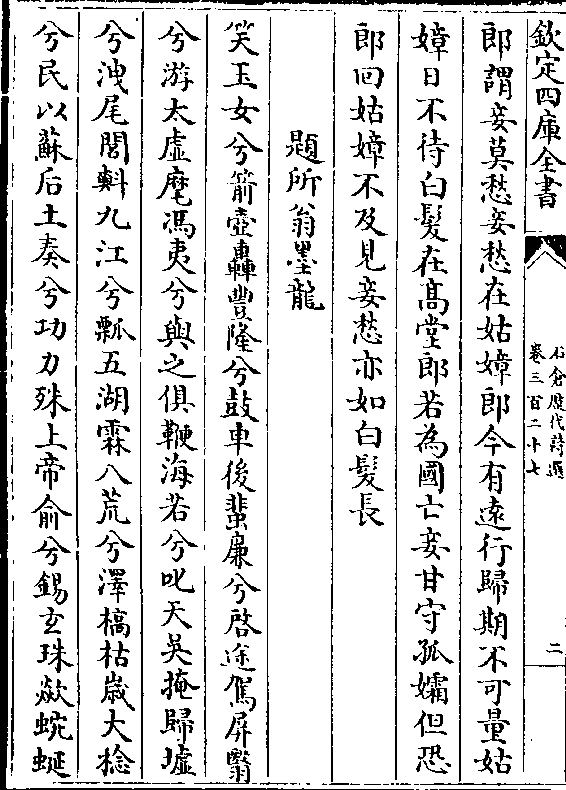 欽定四庫全書
石倉歷代詩選
卷三百二十七
二
郎謂妾莫愁妾愁在姑嫜郎今有遠行歸期不可量姑
嫜日不待白髮在高堂郎若為國亡妾甘守孤孀但恐
郎回姑嫜不及見妾愁亦如白髮長
題所翁墨龍
笑玉女兮箭壺轟豐隆兮鼓車後蜚廉兮啓途駕屏翳
兮游太虛麾馮夷兮與之俱鞭海若兮叱天吳掩歸墟
兮洩尾閭㪺九江兮瓢五湖霖八荒兮澤槁枯歳大稔
兮民以蘇后土奏兮功力殊上帝俞兮錫玄珠歘蜿蜒